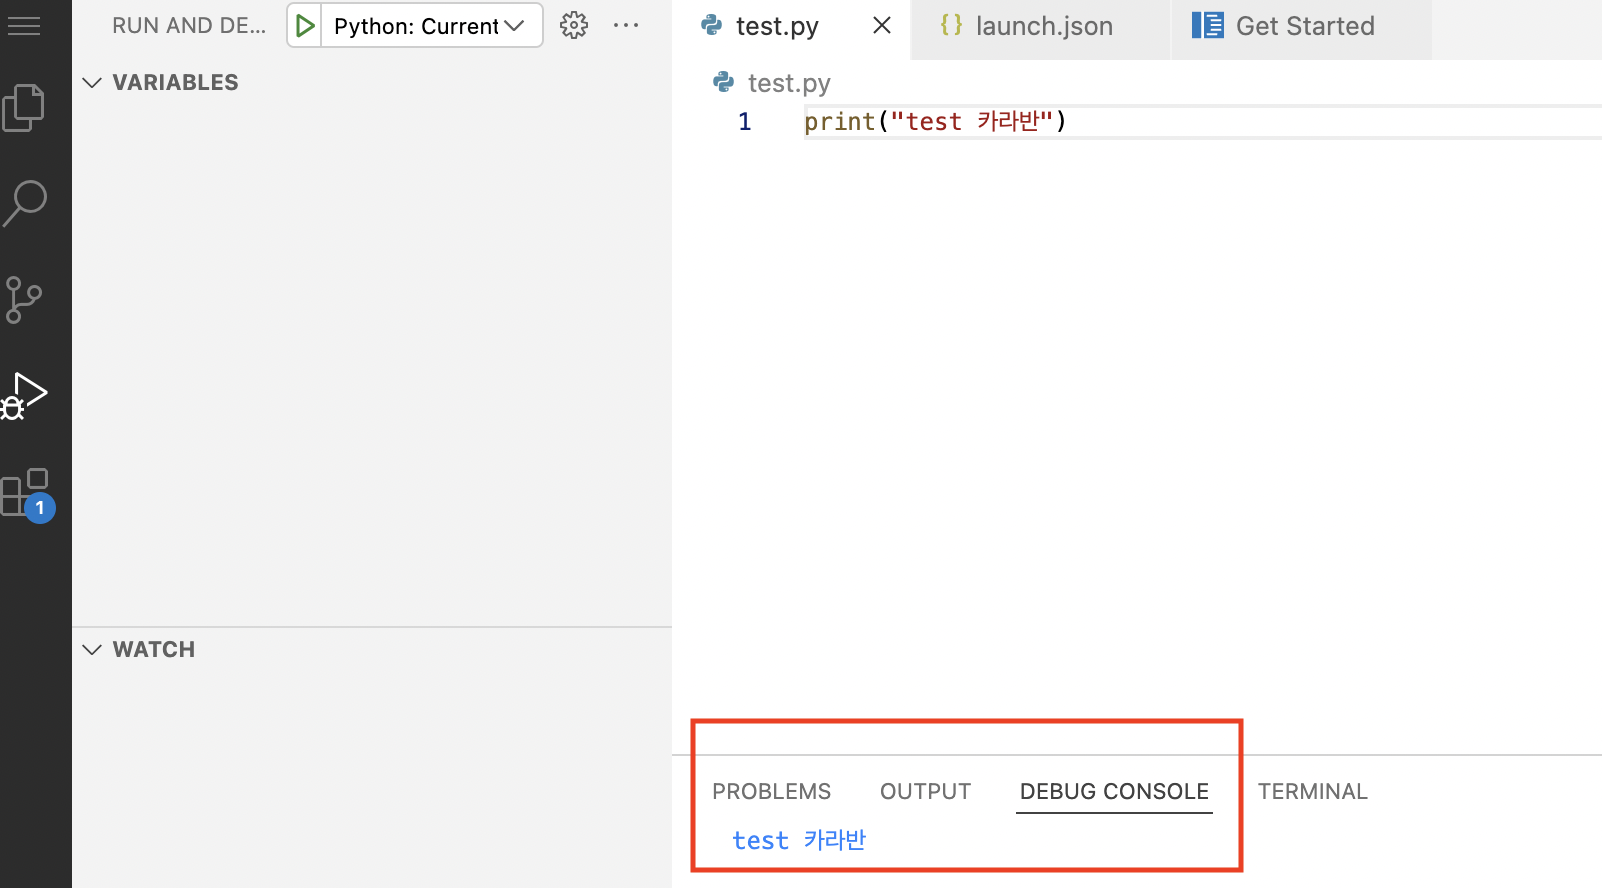 RUN AND DE...
Python: Current
VARIABLES
1
WATCH
test.py
launch.json
Get Started
test.py
1
print("test 카라반")
PROBLEMS
OUTPUT
DEBUG CONSOLE
TERMINAL
test 카라반